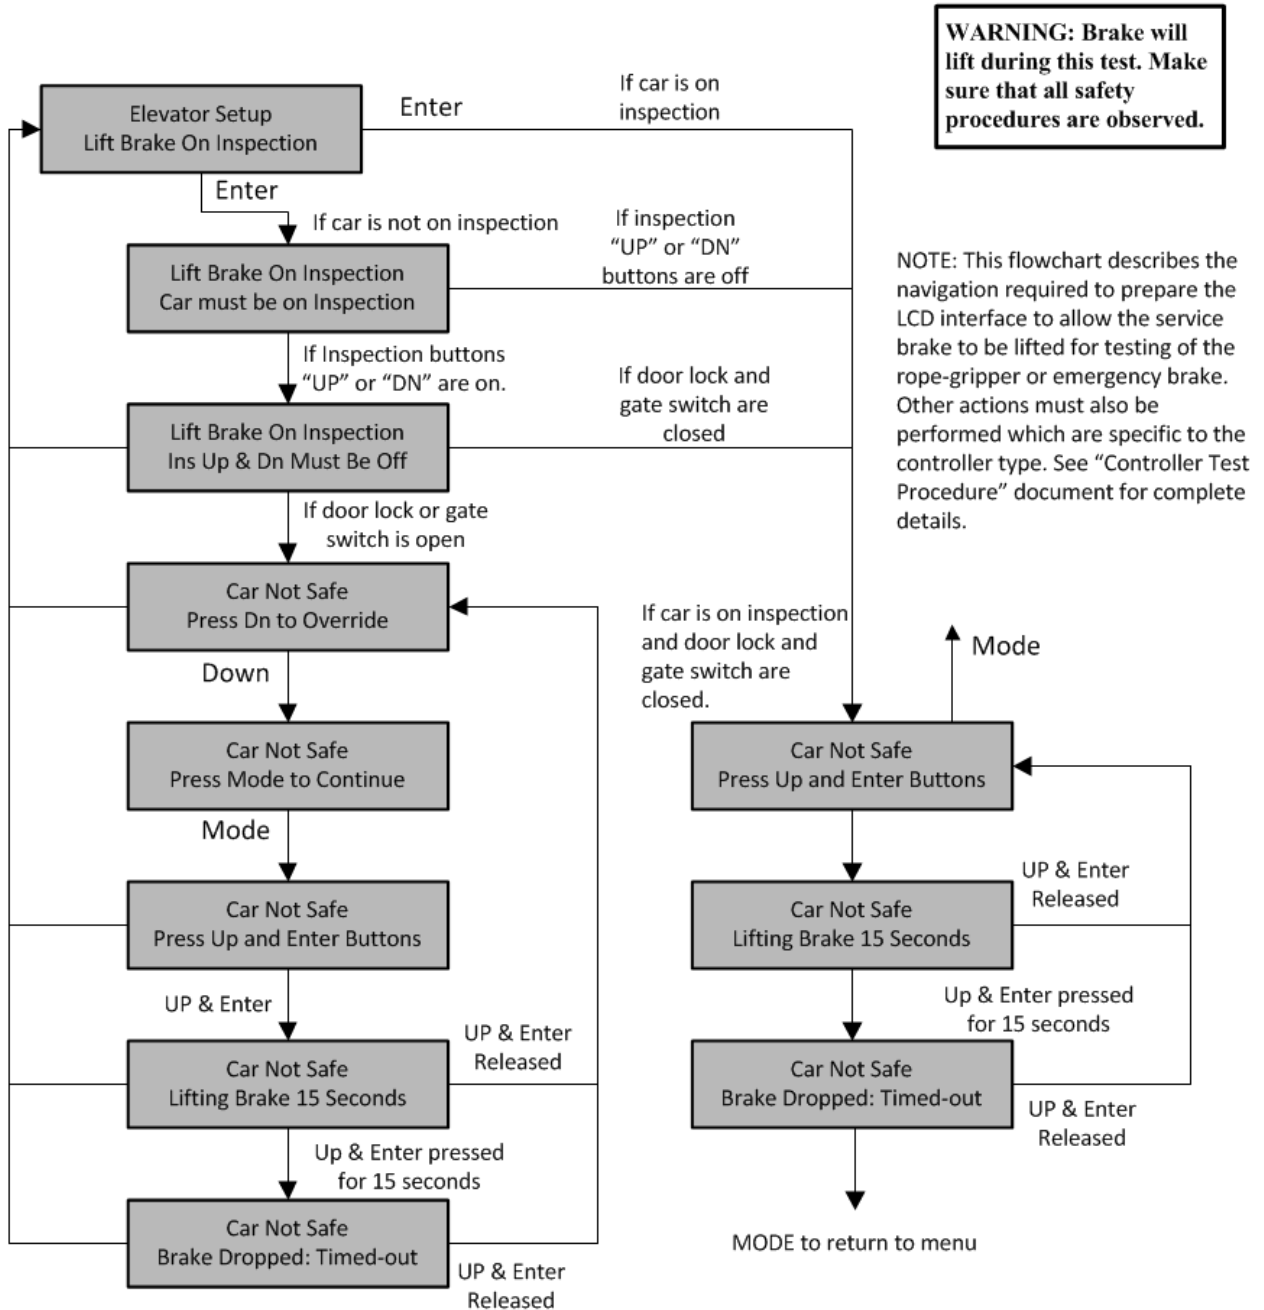 WARNING: Brake will
lift during this test. Make
sure that all safety
procedures are observed.
Elevator Setup
Lift Brake On Inspection
Enter
If car is on
inspection
Enter
If car is not on inspection
Lift Brake On Inspection
Car must be on Inspection
If inspection
“UP” or “DN”
buttons are off
NOTE: This flowchart describes the
navigation required to prepare the
LCD interface to allow the service
brake to be lifted for testing of the
rope-gripper or emergency brake.
Other actions must also be
performed which are specific to the
controller type. See “Controller Test
Procedure” document for complete
details.
If Inspection buttons
“UP” or “DN” are on.
Lift Brake On Inspection
Ins Up & Dn Must Be Off
If door lock and
gate switch are
closed
If door lock or gate
switch is open
Car Not Safe
Press Dn to Override
Down
Car Not Safe
Press Mode to Continue
Mode
Car Not Safe
Press Up and Enter Buttons
UP & Enter
Car Not Safe
Lifting Brake 15 Seconds
UP & Enter
Released
Up & Enter pressed
for 15 seconds
Car Not Safe
Brake Dropped: Timed-out
UP & Enter
Released
If car is on inspection
and door lock and
gate switch are
closed.
Mode
Car Not Safe
Press Up and Enter Buttons
Car Not Safe
Lifting Brake 15 Seconds
UP & Enter
Released
Up & Enter pressed
for 15 seconds
Car Not Safe
Brake Dropped: Timed-out
UP & Enter
Released
MODE to return to menu